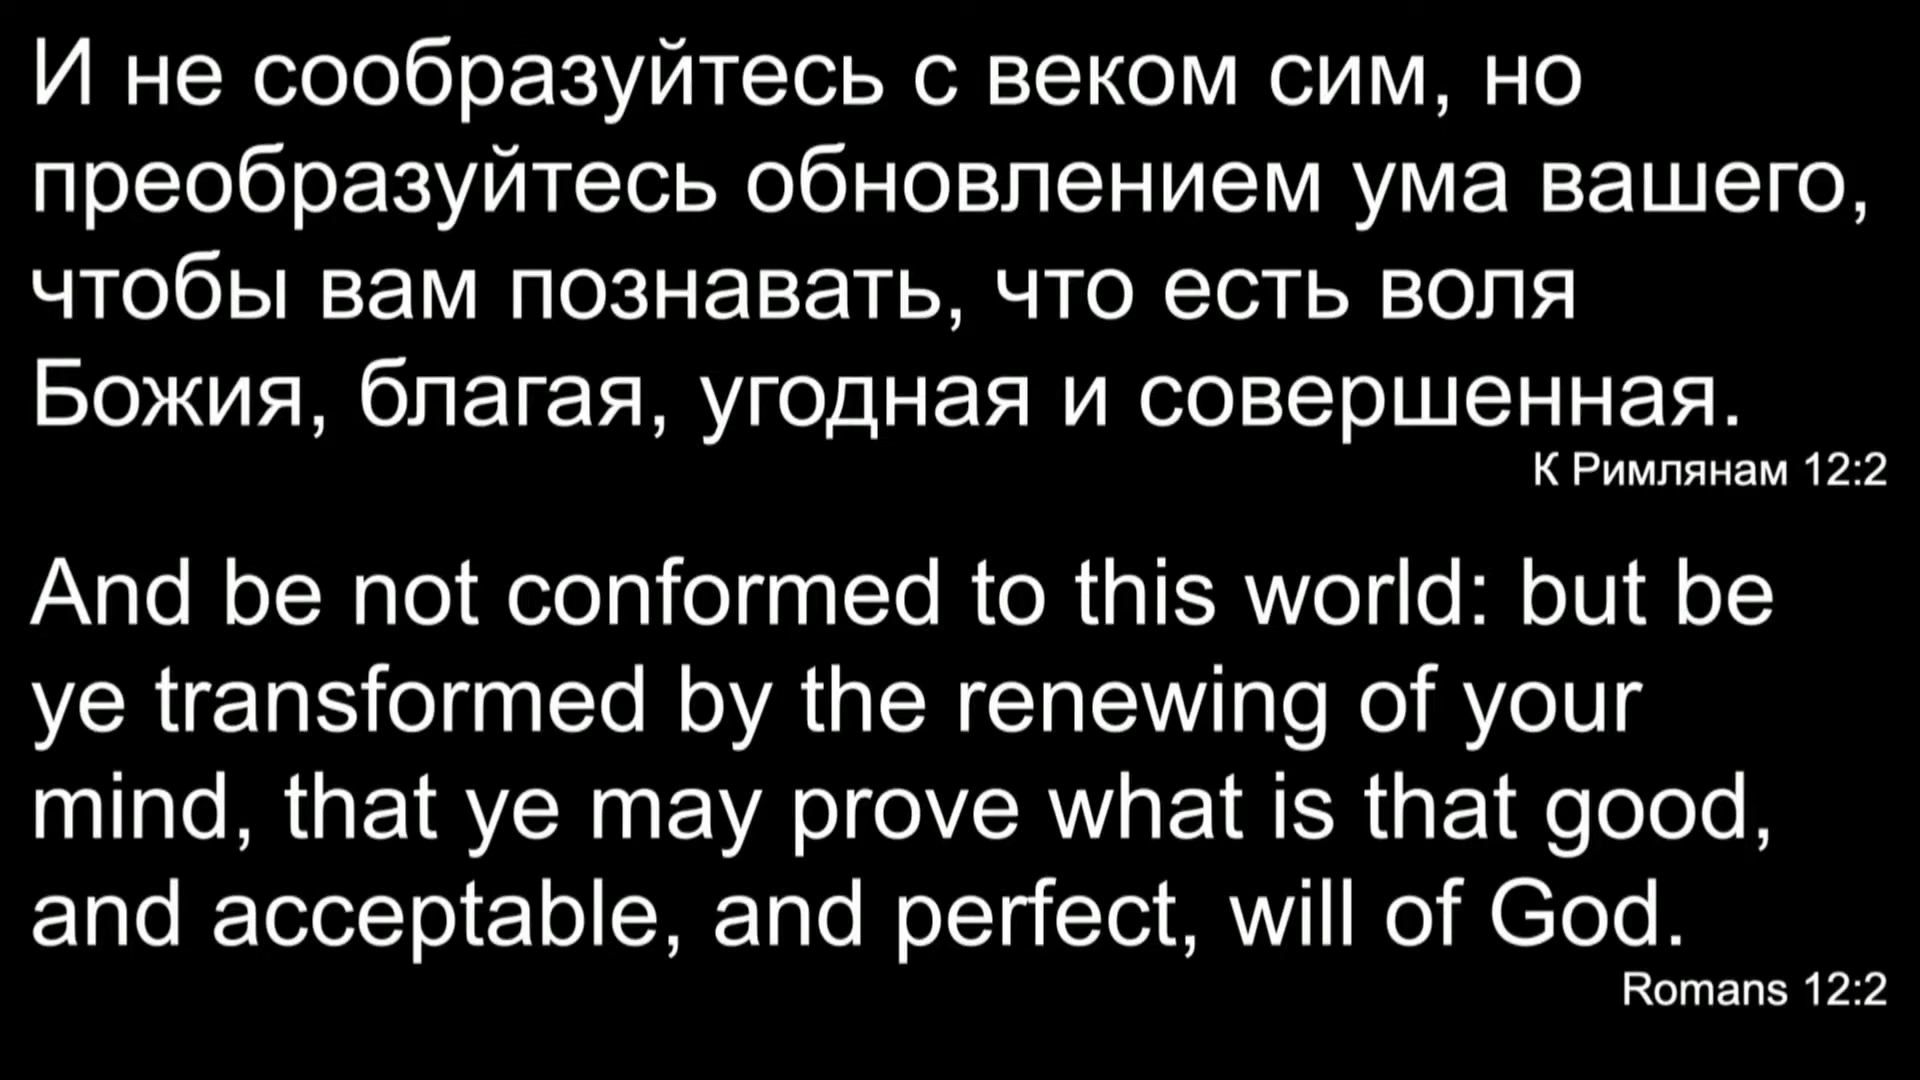 И не сообразуйтесь с веком сим, но
преобразуйтесь обновлением ума вашего,
чтобы вам познавать, что есть воля
Божия, благая, угодная и совершенная.
К Римлянам 12:2
And be not conformed to this world: but be
ye transformed by the renewing of your
mind, that ye may prove what is that good,
and acceptable, and perfect, will of God.
Romans 12:2